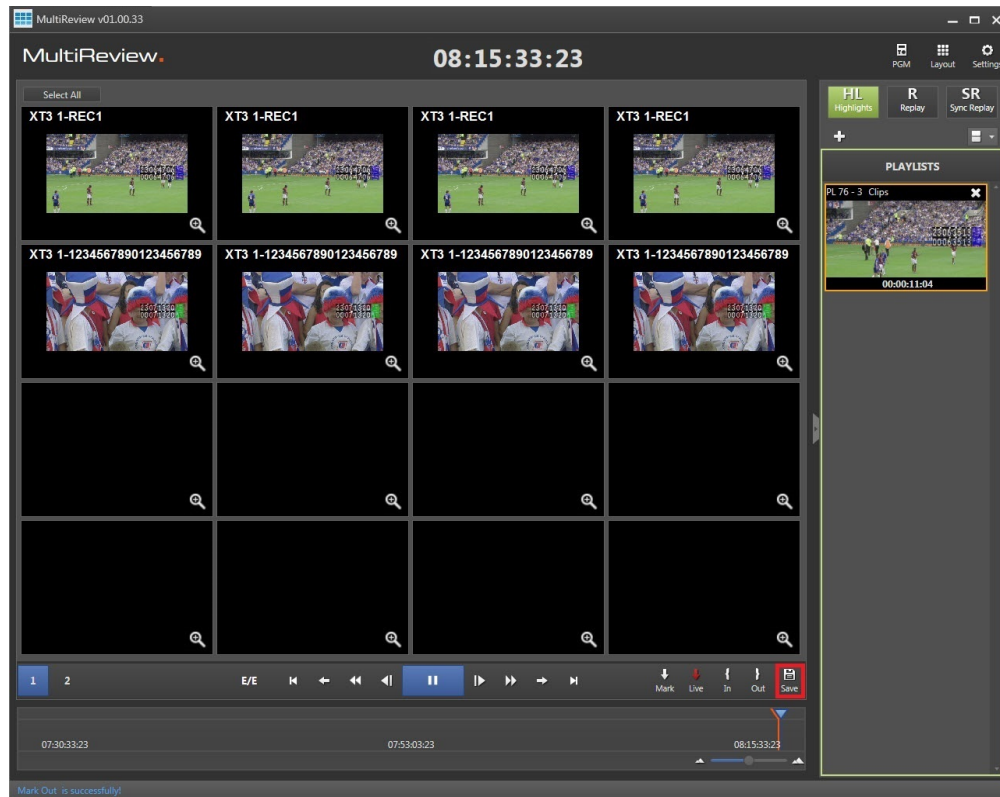 MultiReview v01.00.33
MultiReview.
08:15:33:23
PGM
Layout
Settings
Select All
XT3 1-REC1
XT3 1-REC1
XT3 1-REC1
XT3 1-REC1
XT3 1-1234567890123456789
XT3 1-1234567890123456789
XT3 1-1234567890123456789
XT3 1-1234567890123456789
HL
Highlights
R
Replay
SR
Sync Replay
PLAYLISTS
PL 76 - 3 Clips
23063513
00063513
00:00:11:04
1
2
E/E
Mark
Live
In
Out
Save
07:30:33:23
07:53:03:23
08:15:33:23
Mark Out is successfully!